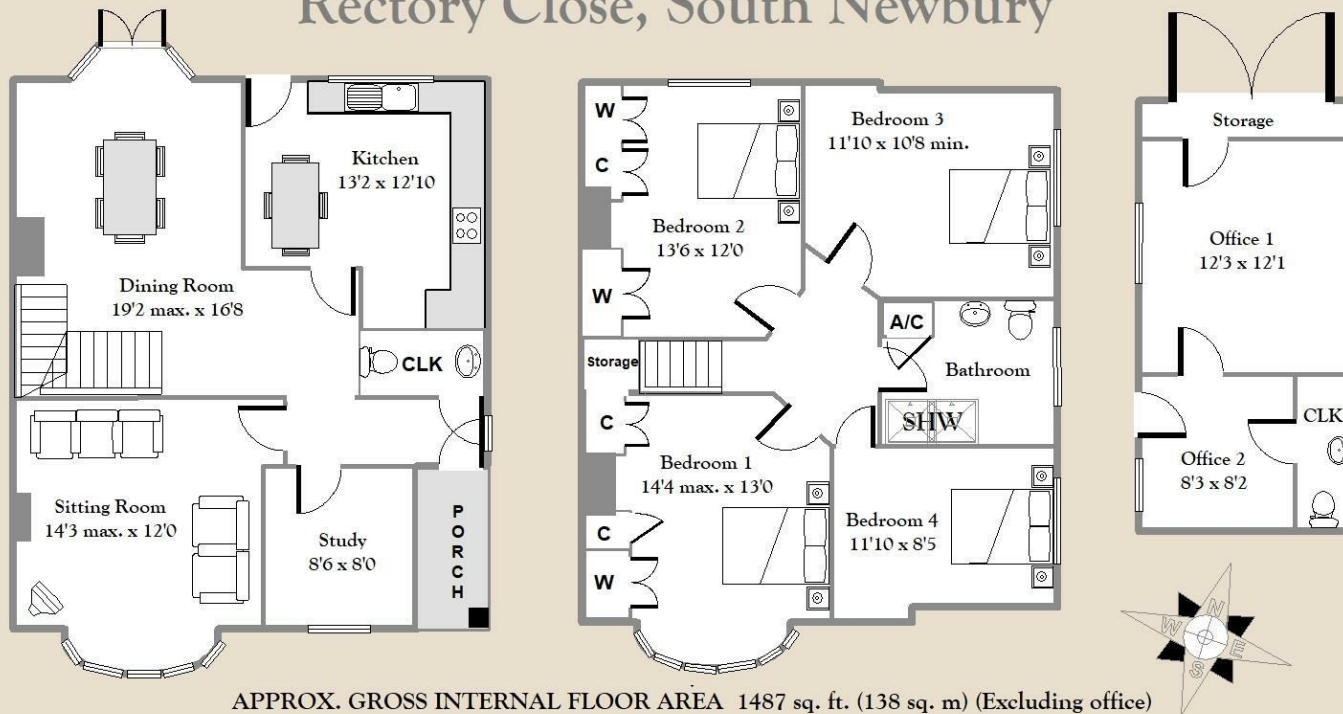 Rectory Close, South Newbury
Kitchen
13'2 x 12'10
Dining Room
19'2 max. x 16'8
CLK
Sitting Room
14'3 max. x 12'0
Study
8'6 x 8'0
PORCH
W
C
W
Bedroom 2
13'6 x 12'0
Bedroom 3
11'10 x 10'8 min.
A/C
Bathroom
SHW
Storage
C
Bedroom 1
14'4 max. x 13'0
C
W
Bedroom 4
11'10 x 8'5
Storage
Office 1
12'3 x 12'1
CLK
Office 2
8'3 x 8'2
N
W
E
S
APPROX. GROSS INTERNAL FLOOR AREA 1487 sq. ft. (138 sq. m) (Excluding office)